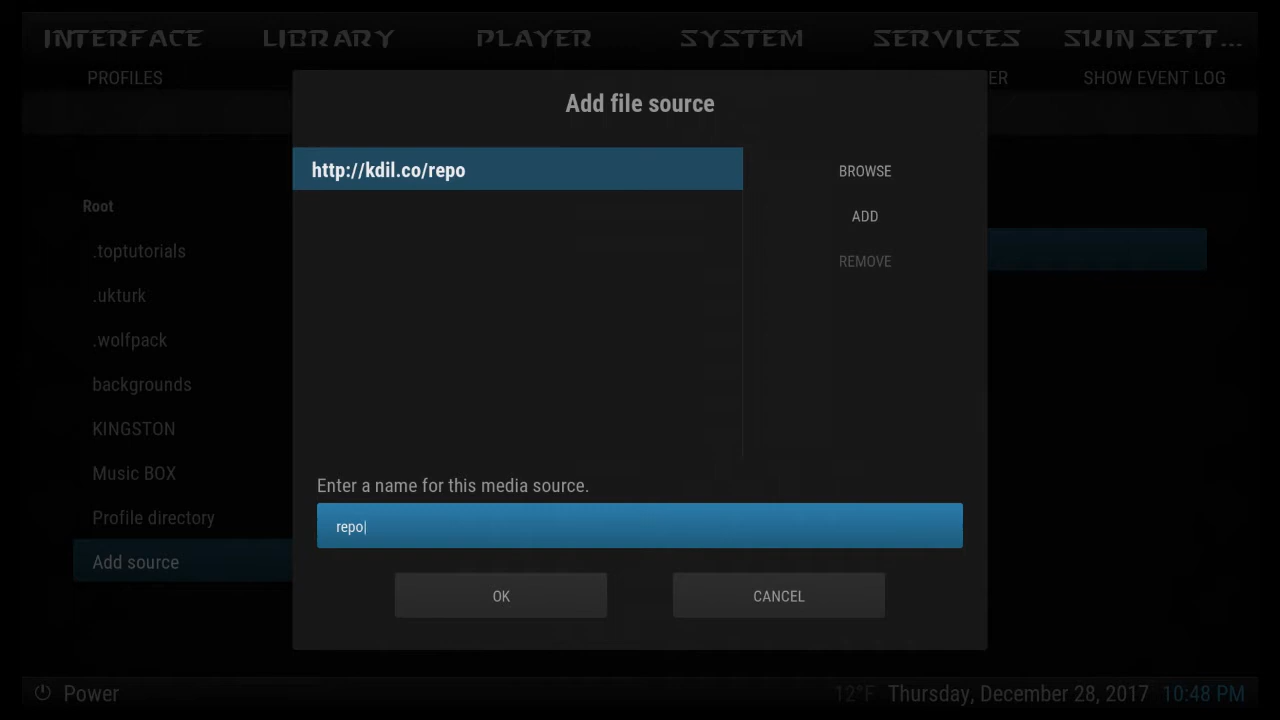 INTERFACE LIBRARY PLAYER SYSTEM SERVICES SKIN SETT...
PROFILES SHOW EVENT LOG
Add file source
http://kdil.co/repo
BROWSE
ADD
REMOVE
Root
.toptutorials
.ukturk
.wolfpack
backgrounds
KINGSTON
Music BOX
Profile directory
Add source
Enter a name for this media source.
repo
OK CANCEL
Power 12°F Thursday, December 28, 2017 10:48 PM